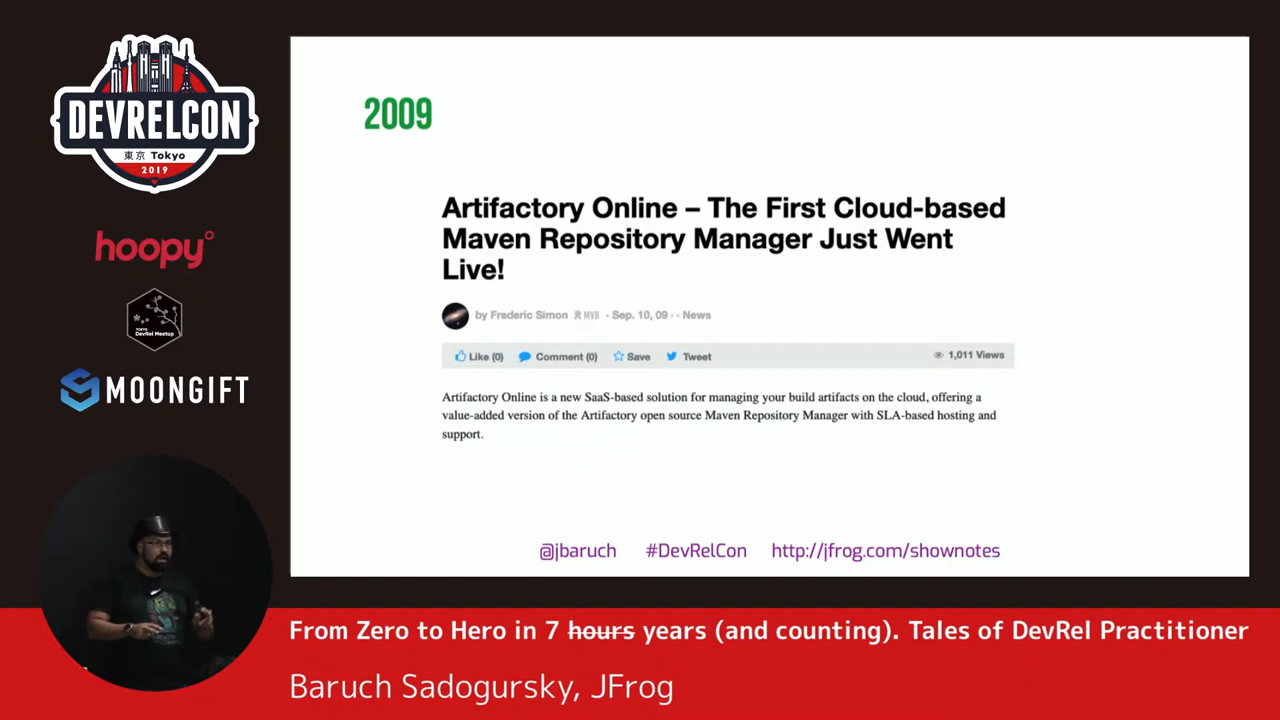 DEVRELCON
東京 Tokyo
2019
hoopy°
TOKYO
DevRel Meetup
MOONGIFT
2009
Artifactory Online – The First Cloud-based
Maven Repository Manager Just Went
Live!
by Frederic Simon MVB · Sep. 10, 09 · · News
Like (0) Comment (0) Save Tweet 1,011 Views
Artifactory Online is a new SaaS-based solution for managing your build artifacts on the cloud, offering a
value-added version of the Artifactory open source Maven Repository Manager with SLA-based hosting and
support.
@jbaruch #DevRelCon http://jfrog.com/shownotes
From Zero to Hero in 7 hours years (and counting). Tales of DevRel Practitioner
Baruch Sadogursky, JFrog